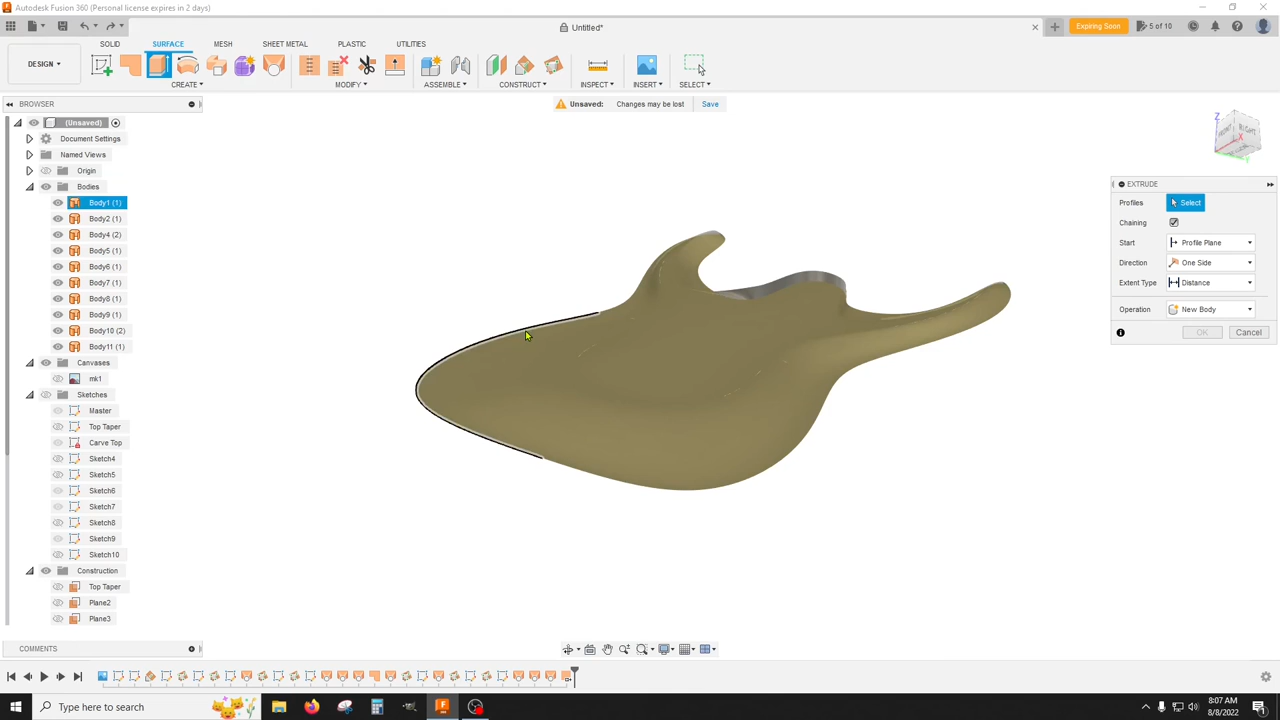 Autodesk Fusion 360 (Personal license expires in 2 days)
Untitled*
Expiring Soon
5 of 10
DESIGN
SOLID SURFACE MESH SHEET METAL PLASTIC UTILITIES
CREATE MODIFY ASSEMBLE CONSTRUCT INSPECT INSERT SELECT
BROWSER
Unsaved: Changes may be lost Save
(Unsaved)
Document Settings
Named Views
Origin
Bodies
Body1 (1)
Body2 (1)
Body4 (2)
Body5 (1)
Body6 (1)
Body7 (1)
Body8 (1)
Body9 (1)
Body10 (2)
Body11 (1)
Canvases
mk1
Sketches
Master
Top Taper
Carve Top
Sketch4
Sketch5
Sketch6
Sketch7
Sketch8
Sketch9
Sketch10
Construction
Top Taper
Plane2
Plane3
COMMENTS
Z
FRONT RIGHT
X
Y
EXTRUDE
Profiles Select
Chaining
Start Profile Plane
Direction One Side
Extent Type Distance
Operation New Body
OK Cancel
Type here to search
8:07 AM
8/8/2022
1